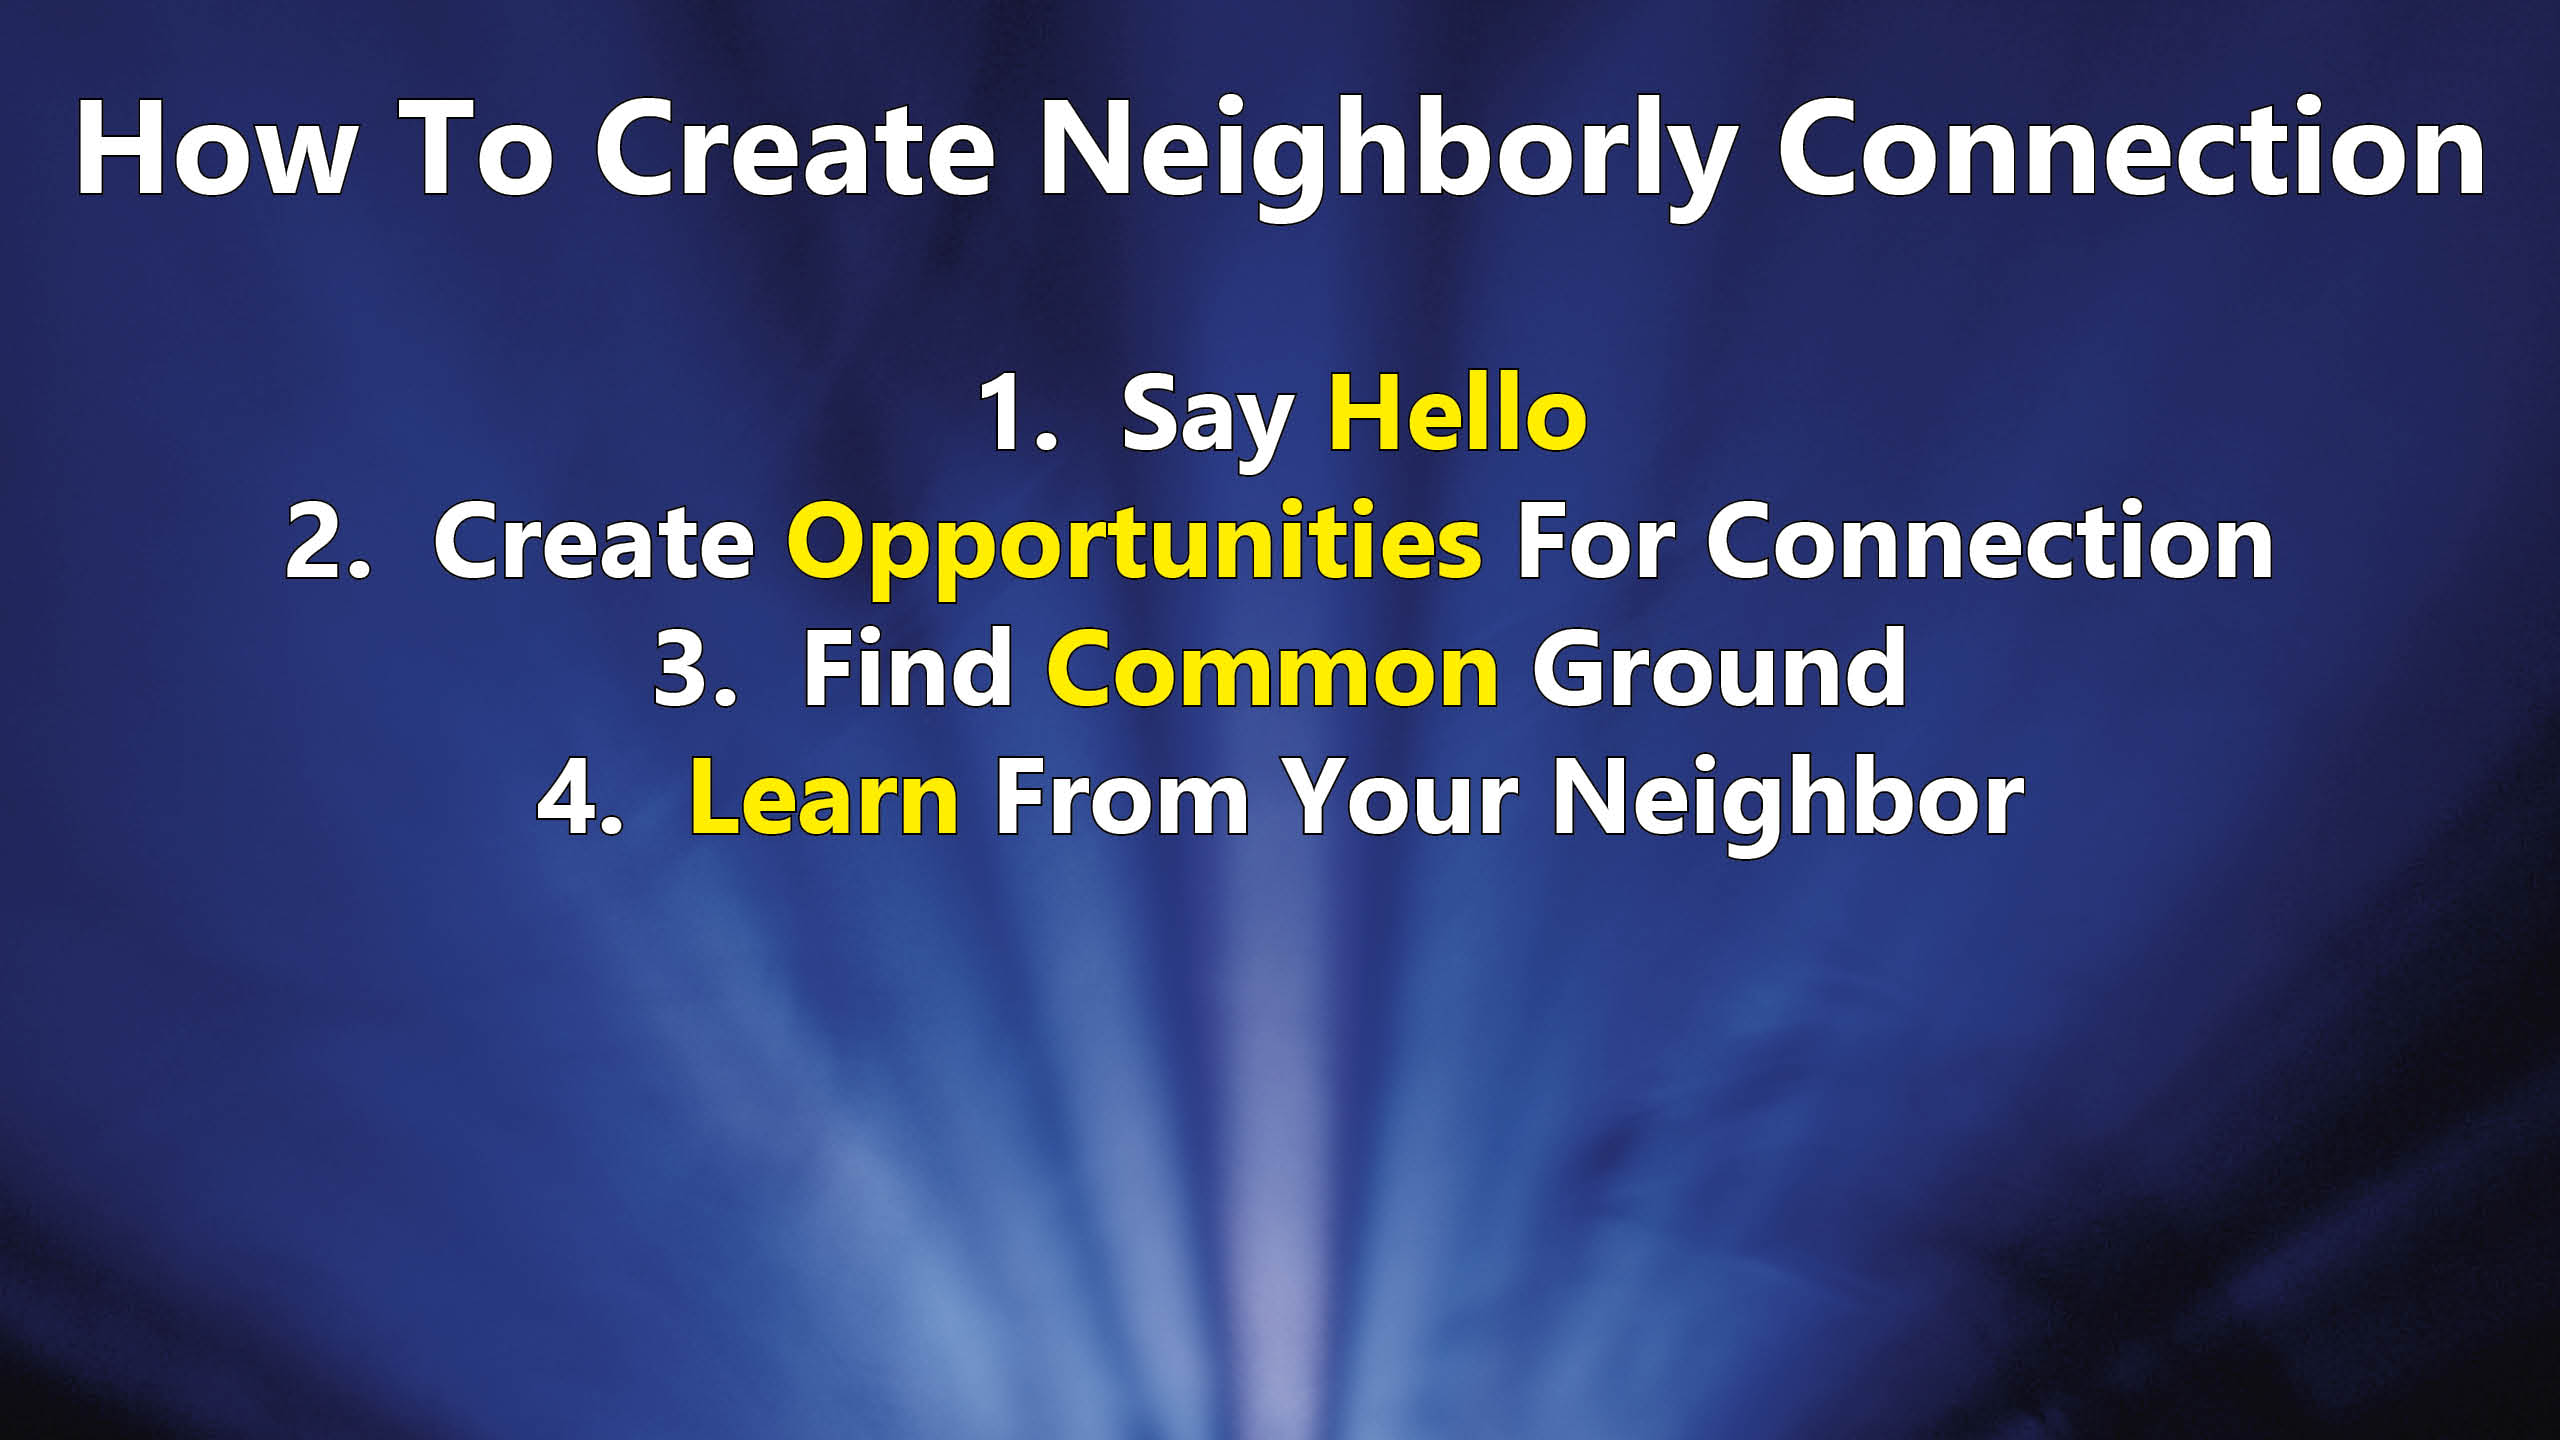 How To Create Neighborly Connection
1. Say Hello
2. Create Opportunities For Connection
3. Find Common Ground
4. Learn From Your Neighbor